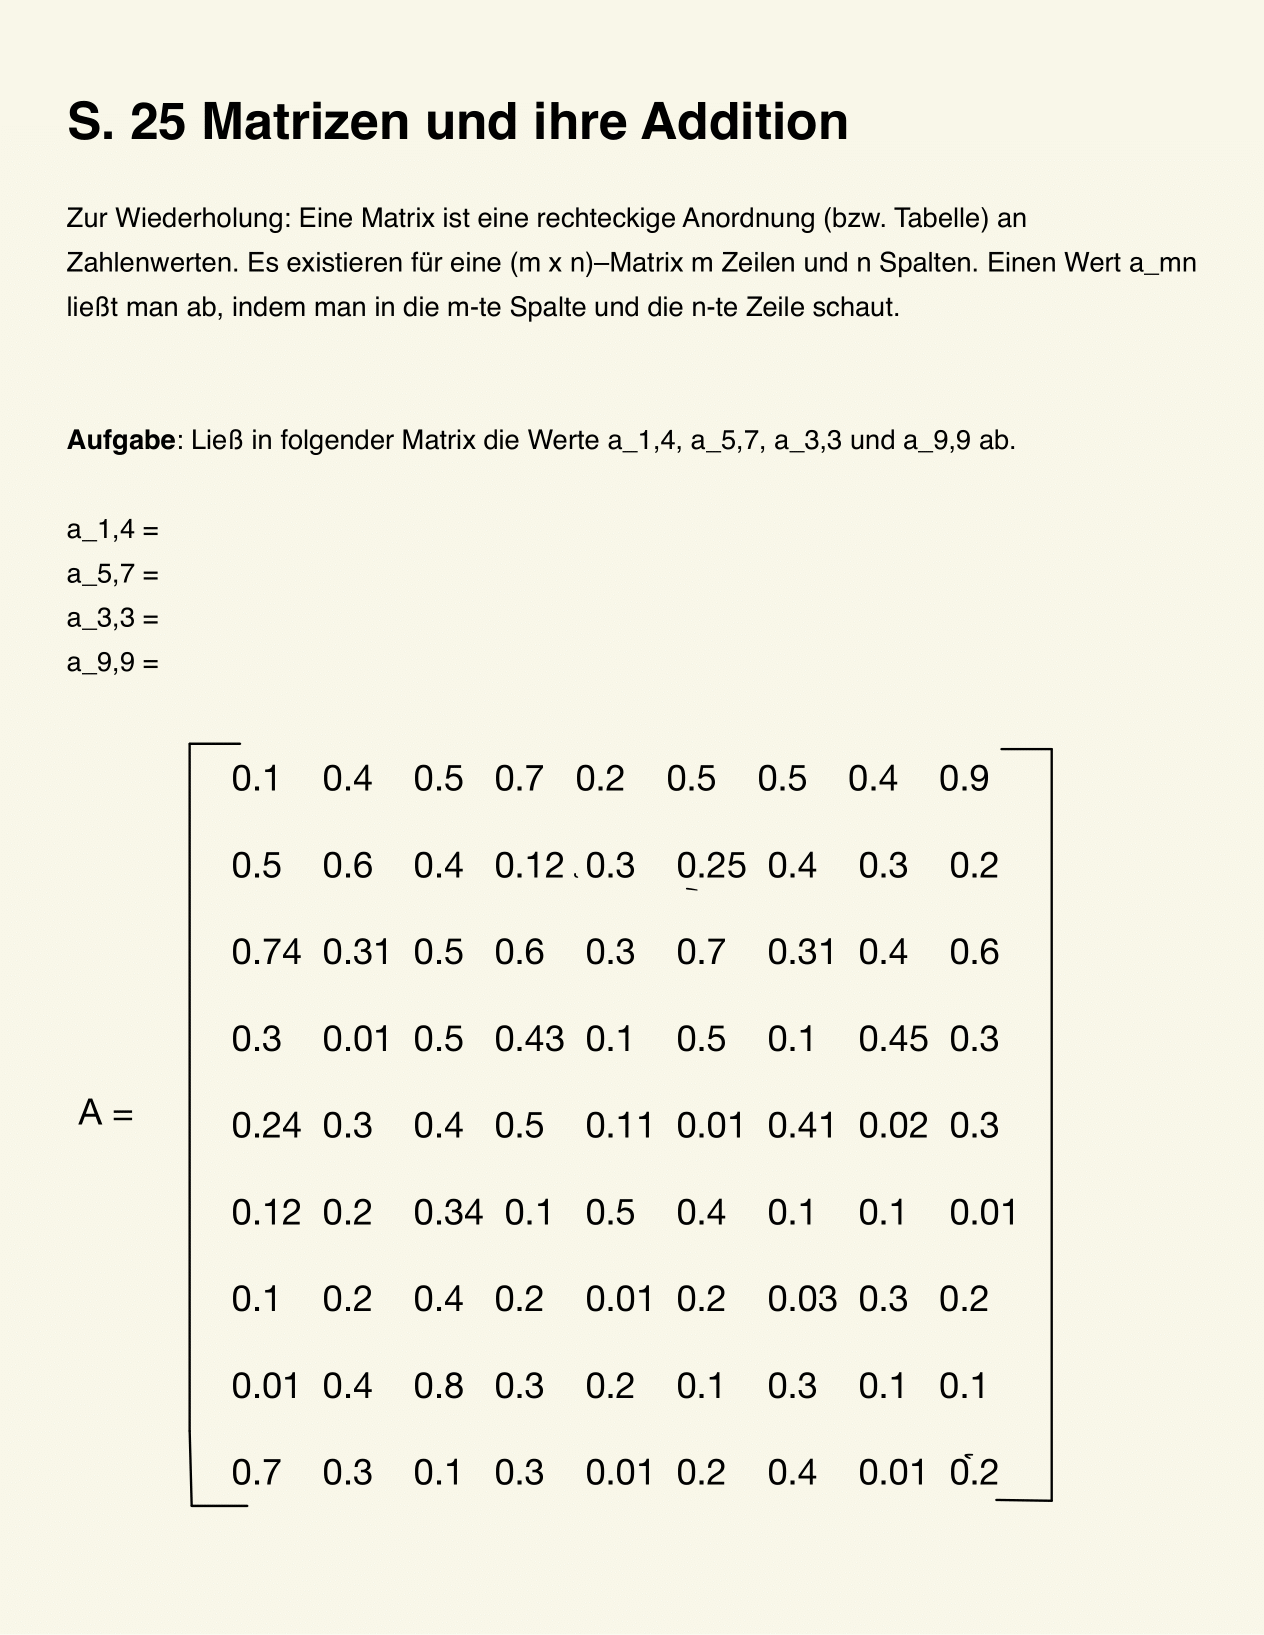 S. 25 Matrizen und ihre Addition
Zur Wiederholung: Eine Matrix ist eine rechteckige Anordnung (bzw. Tabelle) an
Zahlenwerten. Es existieren für eine (m x n)–Matrix m Zeilen und n Spalten. Einen Wert a_mn
ließt man ab, indem man in die m-te Spalte und die n-te Zeile schaut.
Aufgabe: Ließ in folgender Matrix die Werte a_1,4, a_5,7, a_3,3 und a_9,9 ab.
a_1,4 =
a_5,7 =
a_3,3 =
a_9,9 =
0.1 0.4 0.5 0.7 0.2 0.5 0.5 0.4 0.9
0.5 0.6 0.4 0.12 0.3 0.25 0.4 0.3 0.2
0.74 0.31 0.5 0.6 0.3 0.7 0.31 0.4 0.6
0.3 0.01 0.5 0.43 0.1 0.5 0.1 0.45 0.3
A =
0.24 0.3 0.4 0.5 0.11 0.01 0.41 0.02 0.3
0.12 0.2 0.34 0.1 0.5 0.4 0.1 0.1 0.01
0.1 0.2 0.4 0.2 0.01 0.2 0.03 0.3 0.2
0.01 0.4 0.8 0.3 0.2 0.1 0.3 0.1 0.1
0.7 0.3 0.1 0.3 0.01 0.2 0.4 0.01 0.2